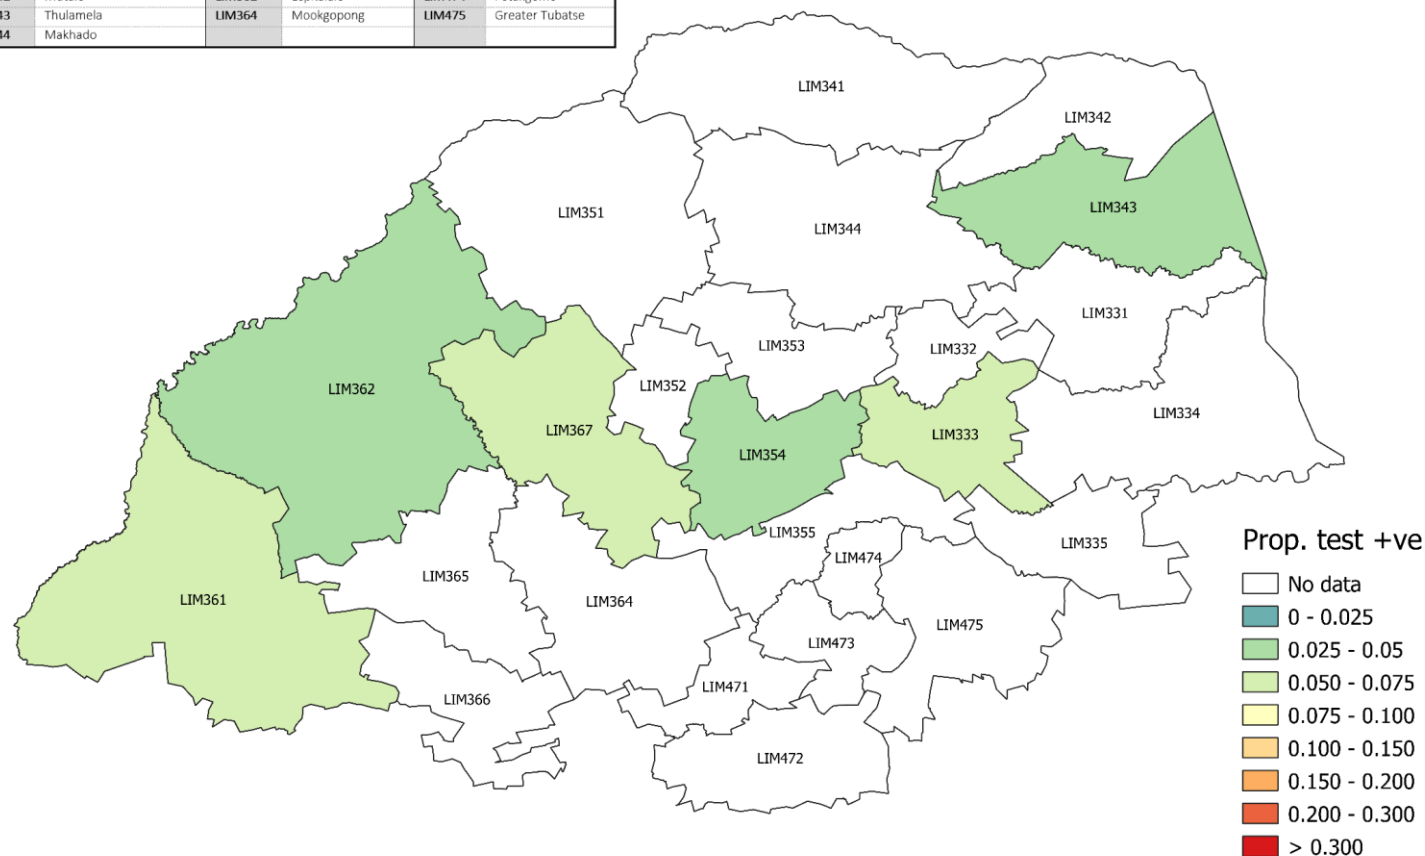 43 Thulamela LIM364 Mookgopong LIM475 Greater Tubatse
44 Makhado
LIM341
LIM342
LIM351
LIM343
LIM344
LIM331
LIM353
LIM332
LIM352
LIM362
LIM334
LIM367
LIM333
LIM354
LIM355
LIM335
LIM474
LIM365
LIM361
LIM364
LIM475
LIM473
LIM471
LIM366
LIM472
Prop. test +ve
No data
0 - 0.025
0.025 - 0.05
0.050 - 0.075
0.075 - 0.100
0.100 - 0.150
0.150 - 0.200
0.200 - 0.300
> 0.300